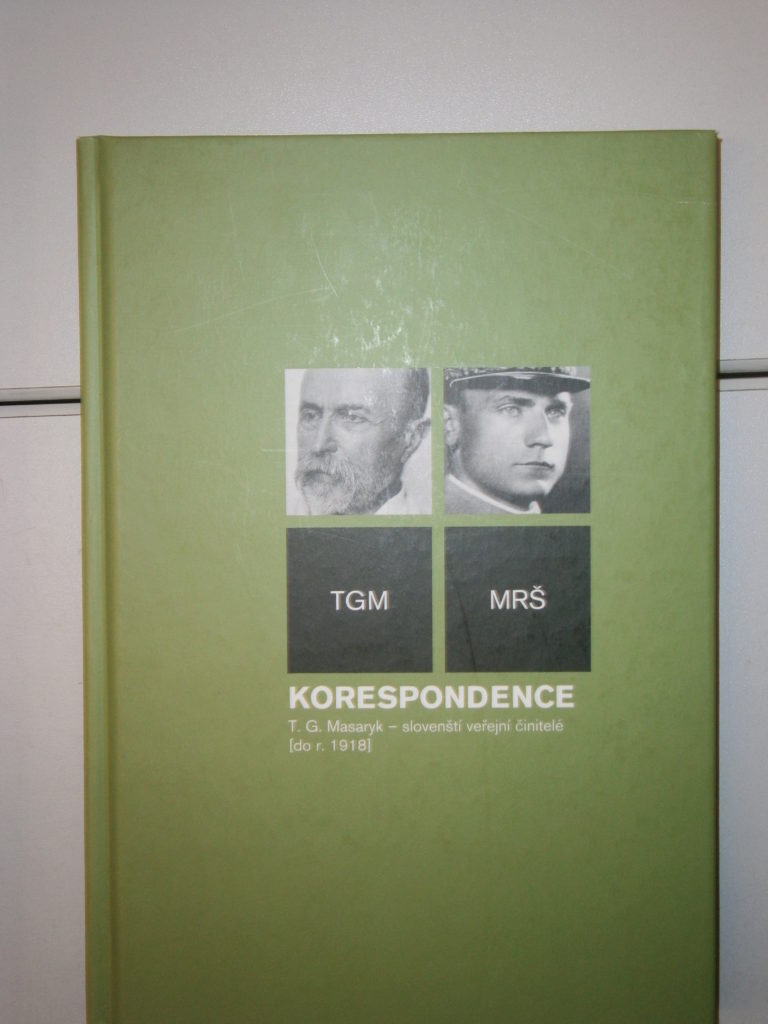 TGM
MRŠ
KORESPONDENCE
T. G. Masaryk – slovenští veřejní činitelé
[do r. 1918]